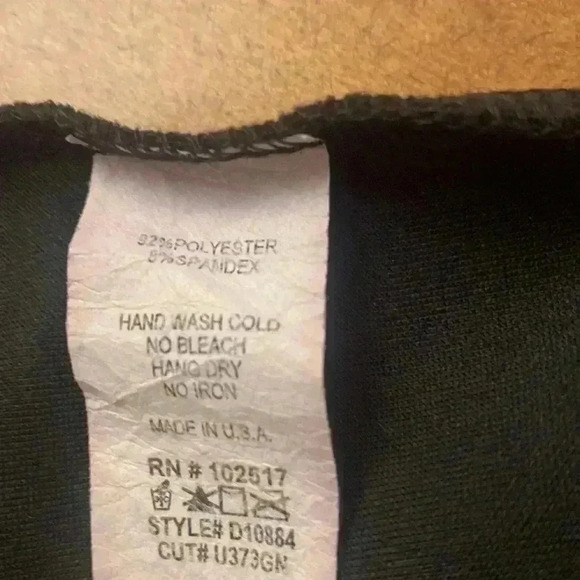 92%POLYESTER
8%SPANDEX
HAND WASH COLD
NO BLEACH
HANG DRY
NO IRON
MADE IN U.S.A.
RN # 102517
STYLE# D10884
CUT# U373GN